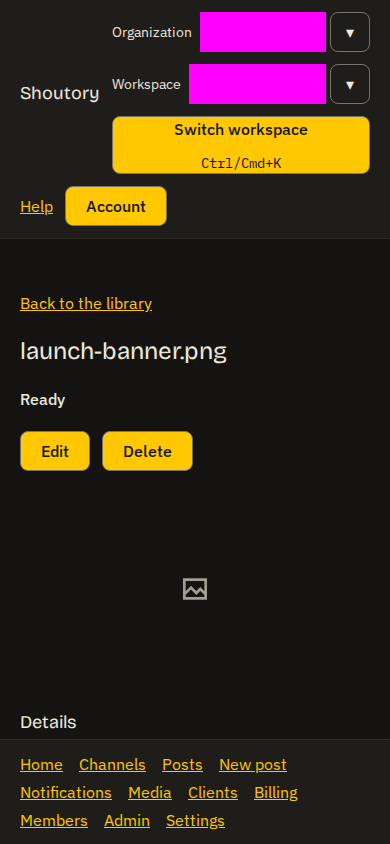 Organization
▼
Workspace
▼
Shoutory
Switch workspace
Ctrl/Cmd+K
Help
Account
Back to the library
launch-banner.png
Ready
Edit
Delete
Details
Home Channels Posts New post
Notifications Media Clients Billing
Members Admin Settings